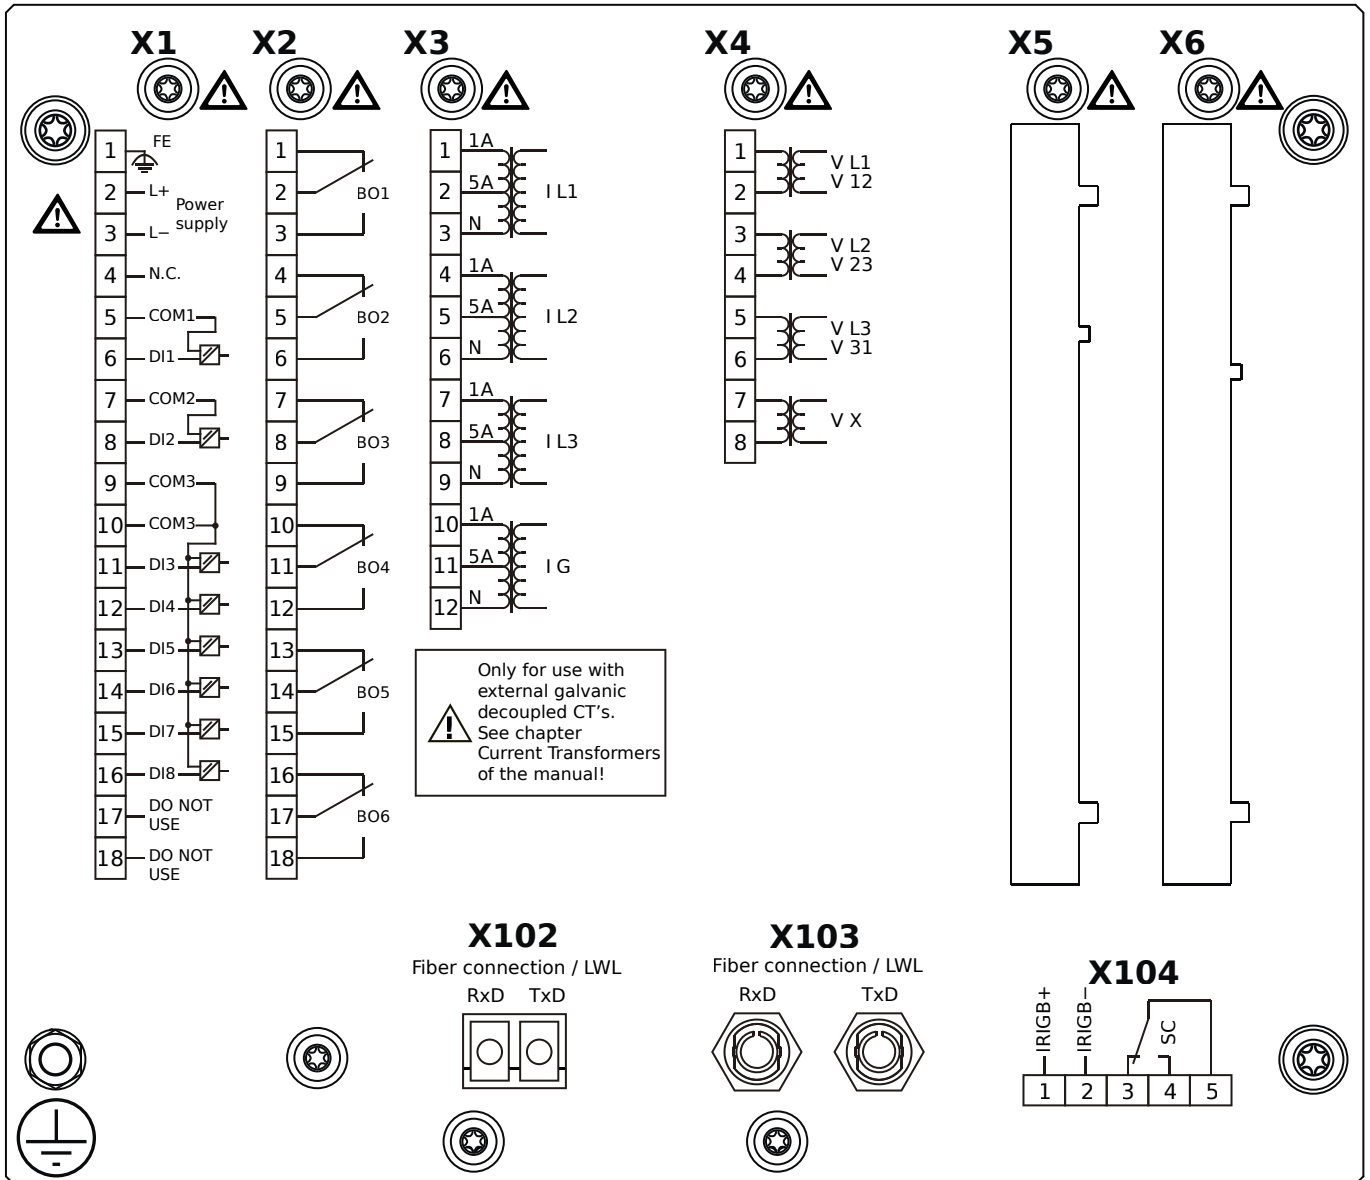 X1
X2
X3
X4
X5
X6
1
FE
2
L+
Power
supply
3
L−
4
N.C.
5
COM1
6
DI1
7
COM2
8
DI2
9
COM3
10
COM3
11
DI3
12
DI4
13
DI5
14
DI6
15
DI7
16
DI8
17
DO NOT
USE
18
DO NOT
USE
1
2
BO1
3
4
5
BO2
6
7
8
BO3
9
10
11
BO4
12
13
14
BO5
15
16
17
BO6
18
1
1A
2
5A
I L1
3
N
4
1A
5
5A
I L2
6
N
7
1A
8
5A
I L3
9
N
10
1A
11
5A
I G
12
N
Only for use with
external galvanic
decoupled CT's.
See chapter
Current Transformers
of the manual!
1
V L1
2
V 12
3
V L2
4
V 23
5
V L3
6
V 31
7
V X
8
X102
Fiber connection / LWL
RxD TxD
X103
Fiber connection / LWL
RxD TxD
X104
IRIGB+
IRIGB−
SC
1 2 3 4 5